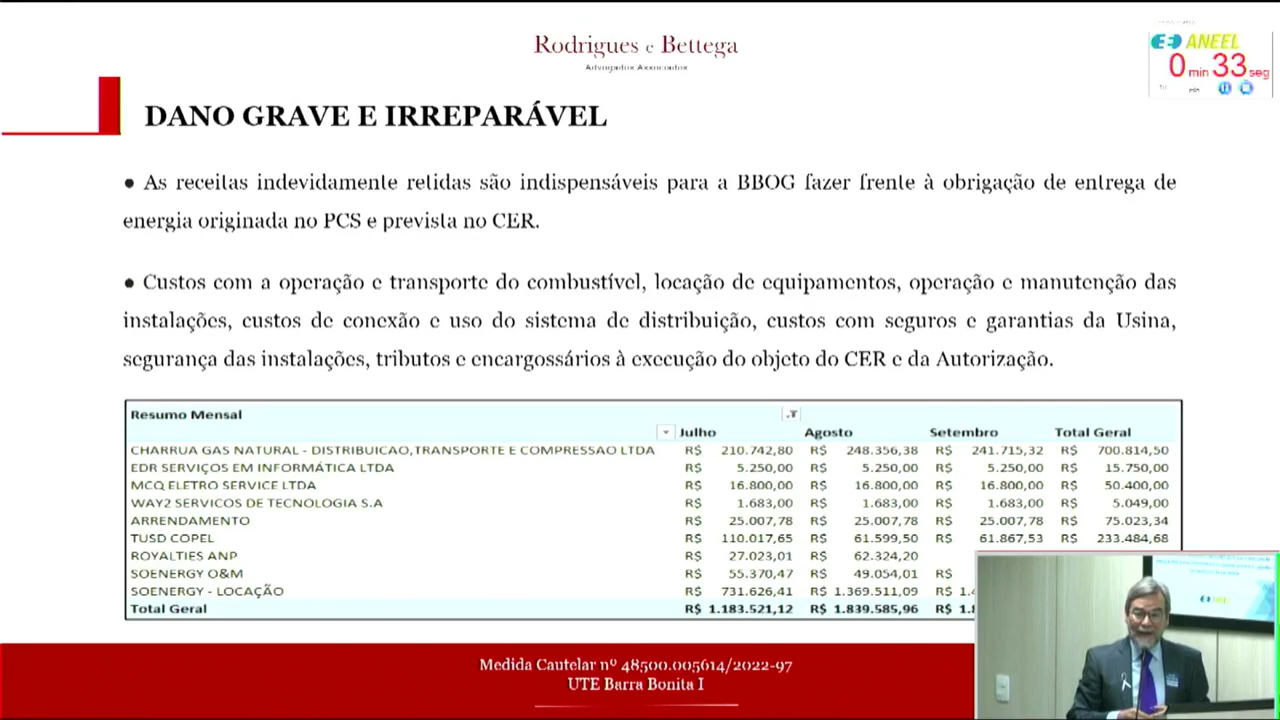 Rodrigues e Bettega
Advogados Associados
ANEEL
0 min 33 seg
min
DANO GRAVE E IRREPARÁVEL
● As receitas indevidamente retidas são indispensáveis para a BBOG fazer frente à obrigação de entrega de
energia originada no PCS e prevista no CER.
● Custos com a operação e transporte do combustível, locação de equipamentos, operação e manutenção das
instalações, custos de conexão e uso do sistema de distribuição, custos com seguros e garantias da Usina,
segurança das instalações, tributos e encargossários à execução do objeto do CER e da Autorização.
Resumo Mensal
Julho Agosto Setembro Total Geral
CHARRUA GAS NATURAL - DISTRIBUICAO,TRANSPORTE E COMPRESSAO LTDA R$ 210.742,80 R$ 248.356,38 R$ 241.715,32 R$ 700.814,50
EDR SERVIÇOS EM INFORMÁTICA LTDA R$ 5.250,00 R$ 5.250,00 R$ 5.250,00 R$ 15.750,00
MCQ ELETRO SERVICE LTDA R$ 16.800,00 R$ 16.800,00 R$ 16.800,00 R$ 50.400,00
WAY2 SERVICOS DE TECNOLOGIA S.A R$ 1.683,00 R$ 1.683,00 R$ 1.683,00 R$ 5.049,00
ARRENDAMENTO R$ 25.007,78 R$ 25.007,78 R$ 25.007,78 R$ 75.023,34
TUSD COPEL R$ 110.017,65 R$ 61.599,50 R$ 61.867,53 R$ 233.484,68
ROYALTIES ANP R$ 27.023,01 R$ 62.324,20
SOENERGY O&M R$ 55.370,47 R$ 49.054,01 R$
SOENERGY - LOCAÇÃO R$ 731.626,41 R$ 1.369.511,09 R$ 1.4
Total Geral R$ 1.183.521,12 R$ 1.839.585,96 R$ 1.8
Medida Cautelar nº 48500.005614/2022-97
UTE Barra Bonita I
ANEEL